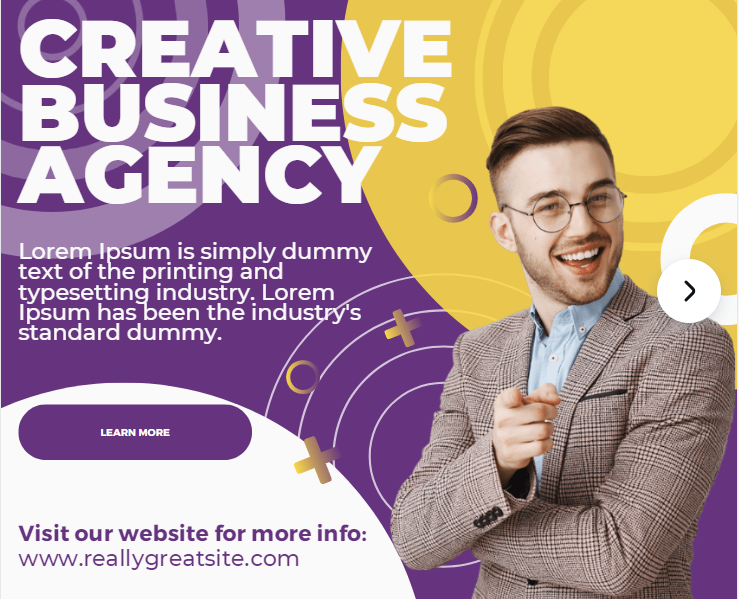 CREATIVE
BUSINESS
AGENCY
Lorem Ipsum is simply dummy
text of the printing and
typesetting industry. Lorem
Ipsum has been the industry's
standard dummy.
LEARN MORE
Visit our website for more info:
www.reallygreatsite.com